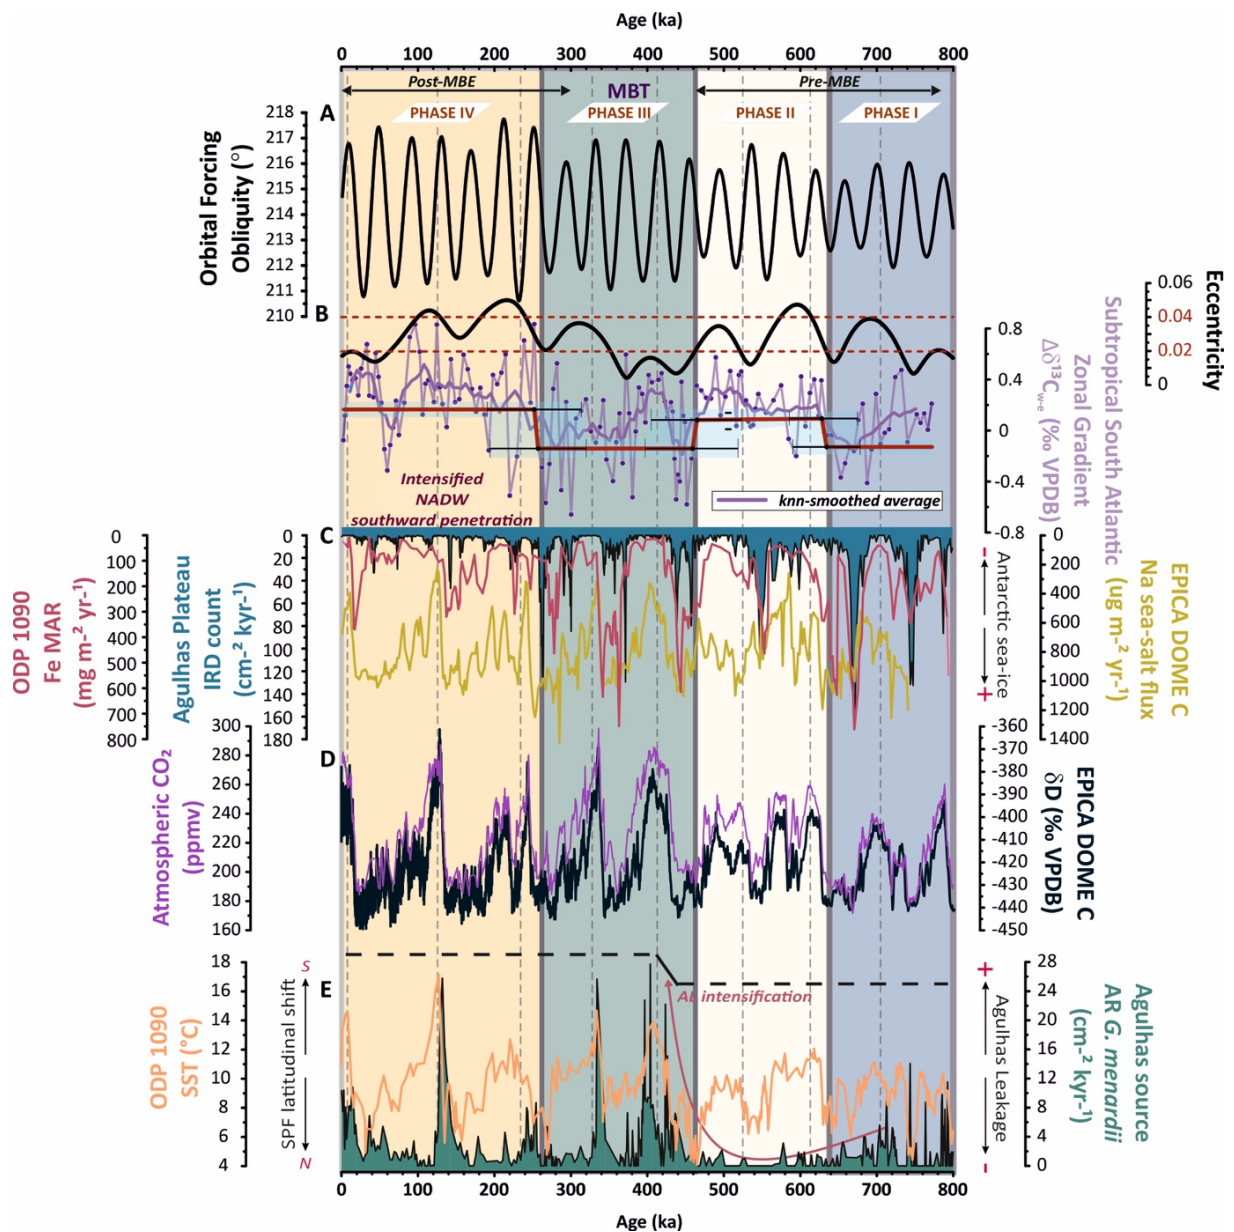 Age (ka)
0 100 200 300 400 500 600 700 800
Post-MBE
MBT
Pre-MBE
A
PHASE IV
PHASE III
PHASE II
PHASE I
Orbital Forcing
Obliquity (°)
218
217
216
215
214
213
212
211
210
B
Eccentricity
0.06
0.04
0.02
0
Subtropical South Atlantic
Zonal Gradient
Δδ¹³C w-e (‰ VPDB)
0.8
0.4
0
-0.4
-0.8
Intensified
NADW
southward penetration
knn-smoothed average
C
ODP 1090
Fe MAR
(mg m-² yr-¹)
0
100
200
300
400
500
600
700
800
Agulhas Plateau
IRD count
(cm-² kyr-¹)
0
20
40
60
80
100
120
140
160
180
-
Antarctic sea-ice
+
0
200
400
600
800
1000
1200
1400
EPICA DOME C
Na sea-salt flux
(ug m-² yr-¹)
D
Atmospheric CO₂
(ppmv)
300
280
260
240
220
200
180
160
-360
-370
-380
-390
-400
-410
-420
-430
-440
-450
EPICA DOME C
δD (‰ VPDB)
E
ODP 1090
SST (°C)
18
16
14
12
10
8
6
4
S
SPF latitudinal shift
N
AL intensification
+
Agulhas Leakage
-
28
24
20
16
12
8
4
0
Agulhas source
AR G. menardii
(cm-² kyr-¹)
0 100 200 300 400 500 600 700 800
Age (ka)